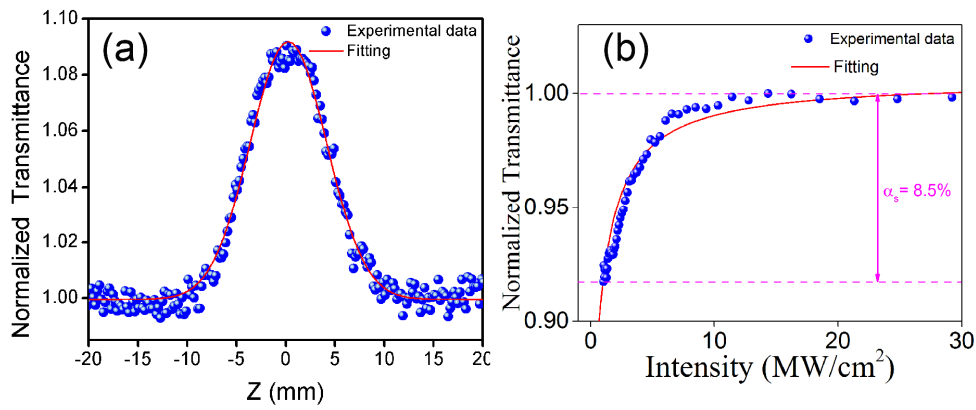 (a)
Experimental data
Fitting
1.10
1.08
1.06
1.04
1.02
1.00
Normalized Transmittance
-20 -15 -10 -5 0 5 10 15 20
Z (mm)
(b)
Experimental data
Fitting
1.00
0.95
0.90
αs= 8.5%
Normalized Transmittance
0 10 20 30
Intensity (MW/cm²)